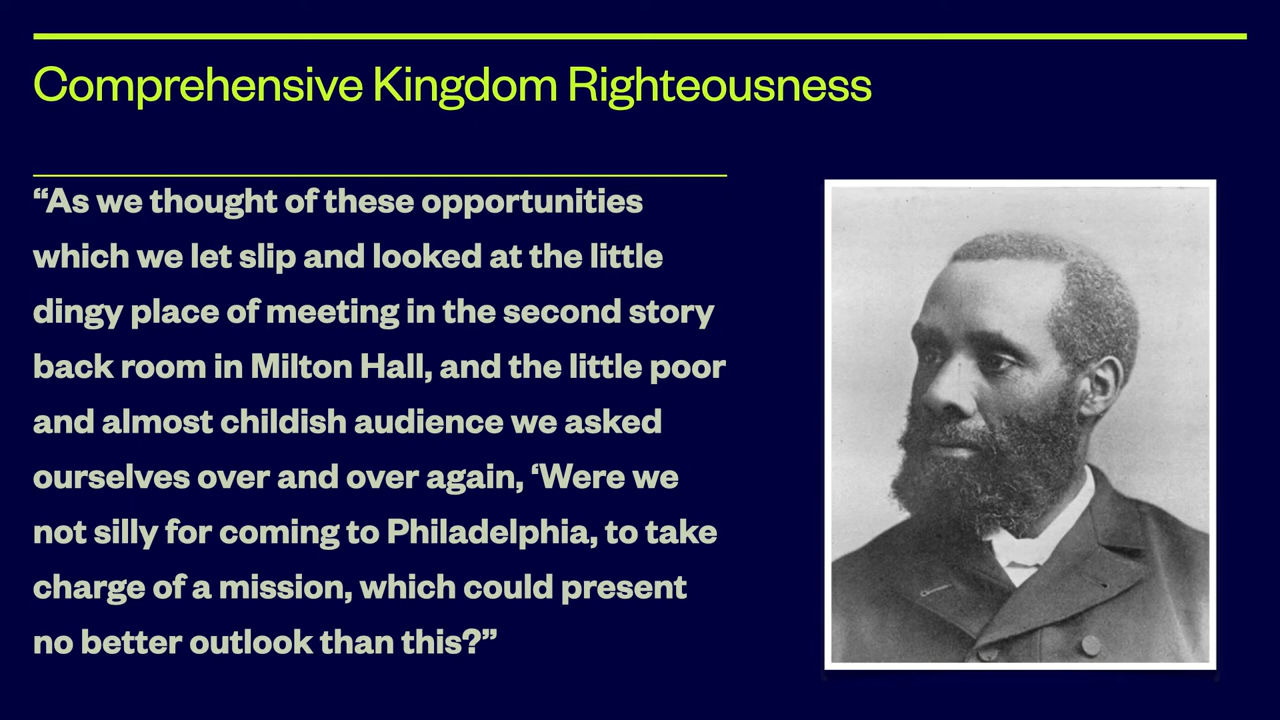 Comprehensive Kingdom Righteousness
“As we thought of these opportunities
which we let slip and looked at the little
dingy place of meeting in the second story
back room in Milton Hall, and the little poor
and almost childish audience we asked
ourselves over and over again, ‘Were we
not silly for coming to Philadelphia, to take
charge of a mission, which could present
no better outlook than this?”